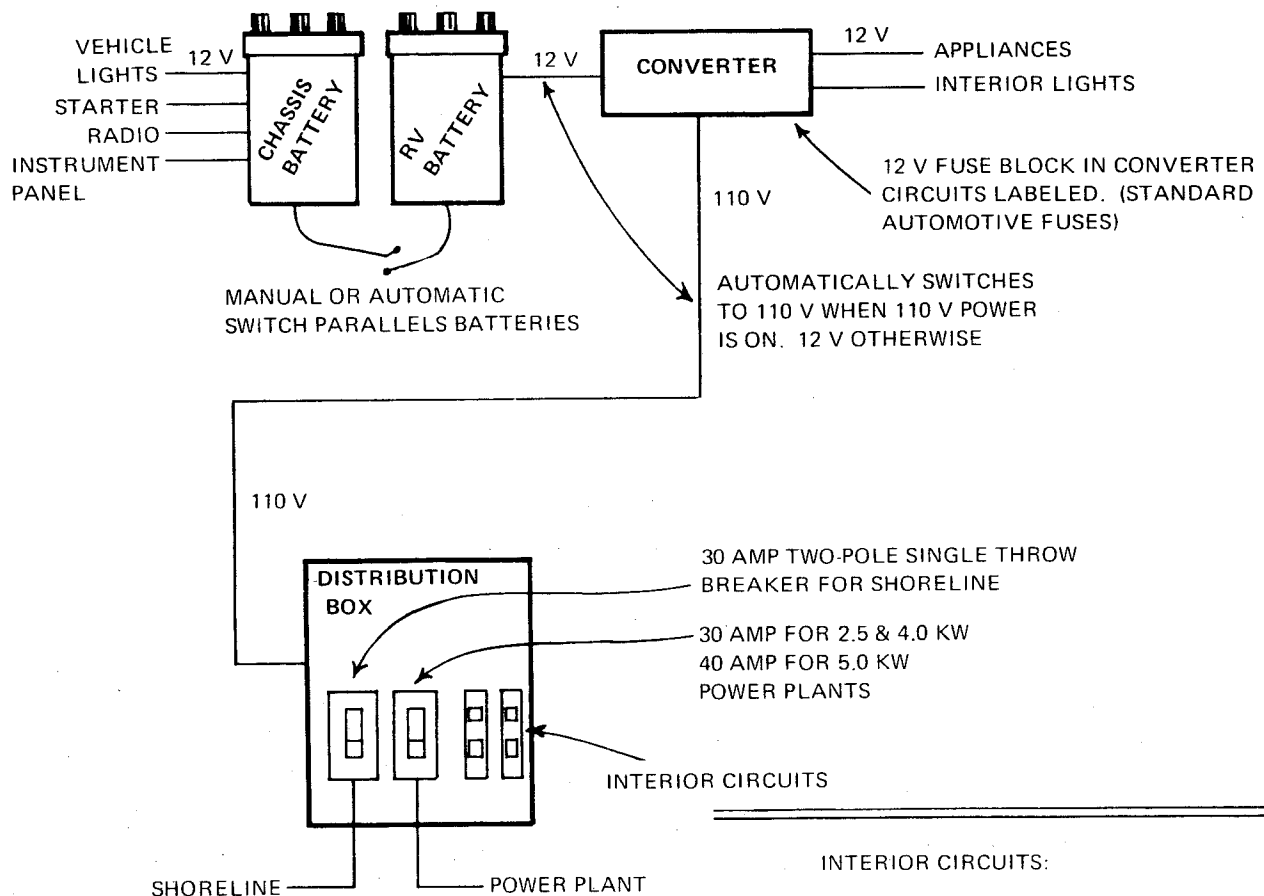 VEHICLE
LIGHTS
STARTER
RADIO
INSTRUMENT
PANEL
12 V
CHASSIS
BATTERY
RV
BATTERY
12 V
CONVERTER
12 V
APPLIANCES
INTERIOR LIGHTS
12 V FUSE BLOCK IN CONVERTER
CIRCUITS LABELED. (STANDARD
AUTOMOTIVE FUSES)
110 V
MANUAL OR AUTOMATIC
SWITCH PARALLELS BATTERIES
AUTOMATICALLY SWITCHES
TO 110 V WHEN 110 V POWER
IS ON. 12 V OTHERWISE
110 V
DISTRIBUTION
BOX
30 AMP TWO-POLE SINGLE THROW
BREAKER FOR SHORELINE
30 AMP FOR 2.5 & 4.0 KW
40 AMP FOR 5.0 KW
POWER PLANTS
INTERIOR CIRCUITS
SHORELINE
POWER PLANT
INTERIOR CIRCUITS: